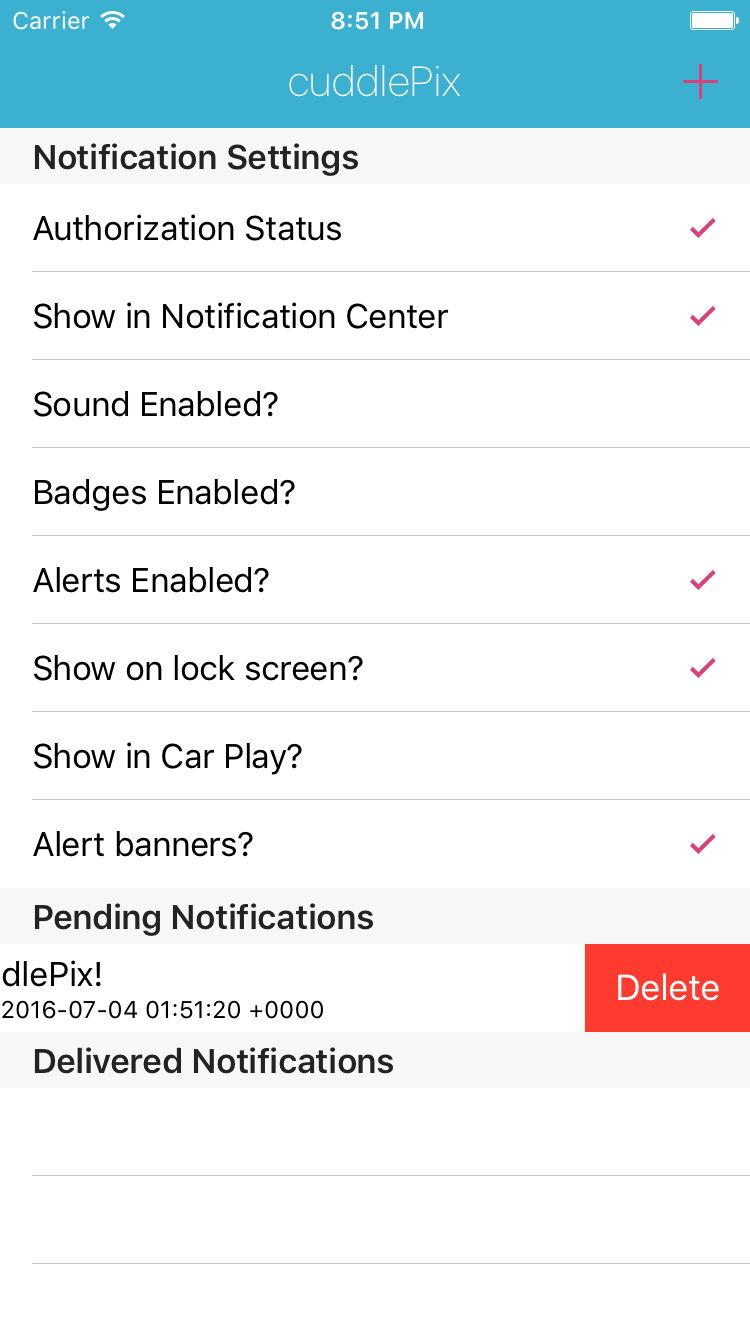 Carrier 8:51 PM
cuddlePix
Notification Settings
Authorization Status
Show in Notification Center
Sound Enabled?
Badges Enabled?
Alerts Enabled?
Show on lock screen?
Show in Car Play?
Alert banners?
Pending Notifications
dlePix!
2016-07-04 01:51:20 +0000
Delete
Delivered Notifications